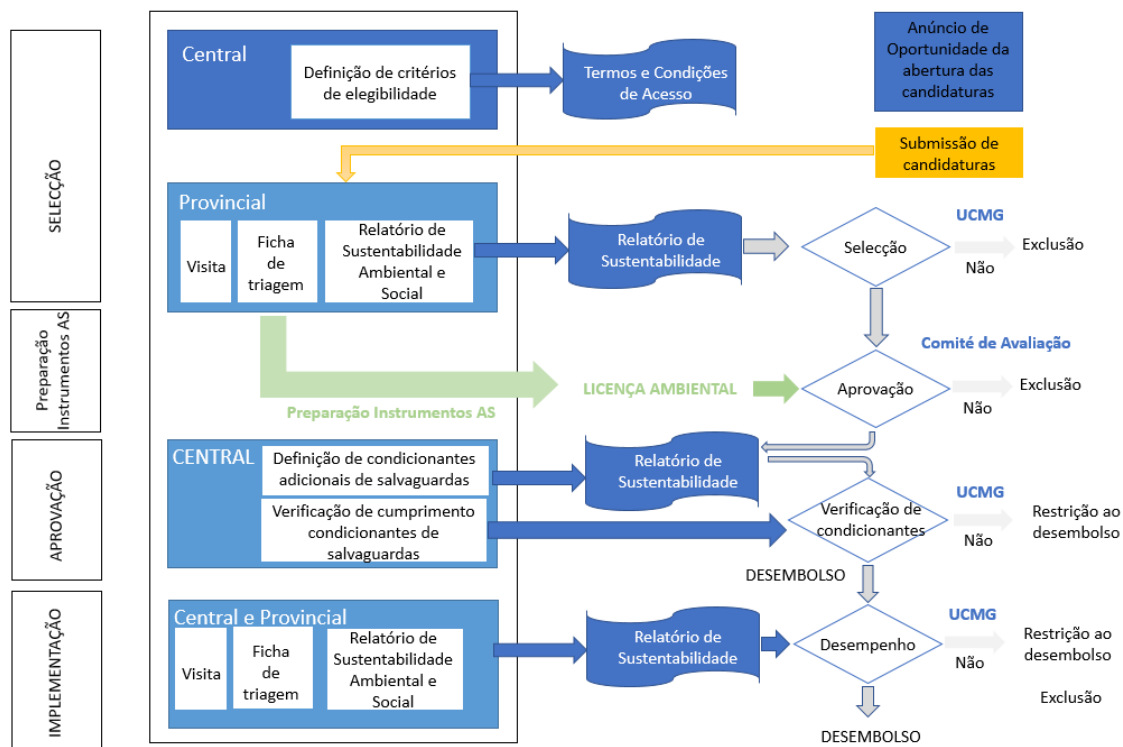 SELECÇÃO
Central
Definição de critérios
de elegibilidade
Termos e Condições
de Acesso
Anúncio de
Oportunidade da
abertura das
candidaturas
Submissão de
candidaturas
Provincial
Visita
Ficha
de
triagem
Relatório de
Sustentabilidade
Ambiental e
Social
Relatório de
Sustentabilidade
Selecção
UCMG
Não
Exclusão
Preparação
Instrumentos AS
Preparação Instrumentos AS
LICENÇA AMBIENTAL
Comité de Avaliação
Aprovação
Não
Exclusão
APROVAÇÃO
CENTRAL
Definição de condicionantes
adicionais de salvaguardas
Verificação de cumprimento
condicionantes de
salvaguardas
Relatório de
Sustentabilidade
Verificação de
condicionantes
UCMG
Não
Restrição ao
desembolso
DESEMBOLSO
IMPLEMENTAÇÃO
Central e Provincial
Visita
Ficha
de
triagem
Relatório de
Sustentabilidade
Ambiental e
Social
Relatório de
Sustentabilidade
Desempenho
UCMG
Não
Restrição ao
desembolso
Exclusão
DESEMBOLSO